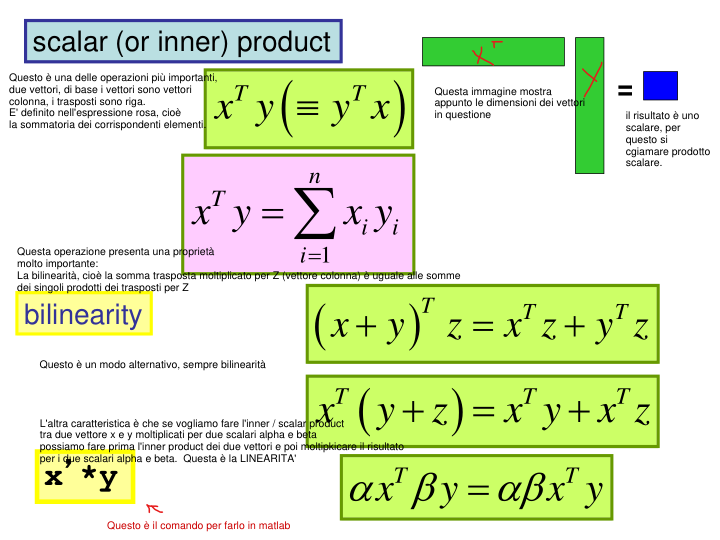 scalar (or inner) product
Questo è una delle operazioni più importanti,
due vettori, di base i vettori sono vettori
colonna, i trasposti sono riga.
E' definito nell'espressione rosa, cioè
la sommatoria dei corrispondenti elementi.
x^T y (≡ y^T x)
x^T
y
=
Questa immagine mostra
appunto le dimensioni dei vettori
in questione
il risultato è uno
scalare, per
questo si
cgiamare prodotto
scalare.
x^T y = ∑_{i=1}^{n} x_i y_i
Questa operazione presenta una proprietà
molto importante:
La bilinearità, cioè la somma trasposta moltiplicato per Z (vettore colonna) è uguale alle somme
dei singoli prodotti dei trasposti per Z
bilinearity
(x + y)^T z = x^T z + y^T z
Questo è un modo alternativo, sempre bilinearità
x^T (y + z) = x^T y + x^T z
L'altra caratteristica è che se vogliamo fare l'inner / scalar product
tra due vettore x e y moltiplicati per due scalari alpha e beta
possiamo fare prima l'inner product dei due vettori e poi moltipkicare il risultato
per i due scalari alpha e beta. Questa è la LINEARITA'
x'*y
αx^T βy = αβx^T y
Questo è il comando per farlo in matlab